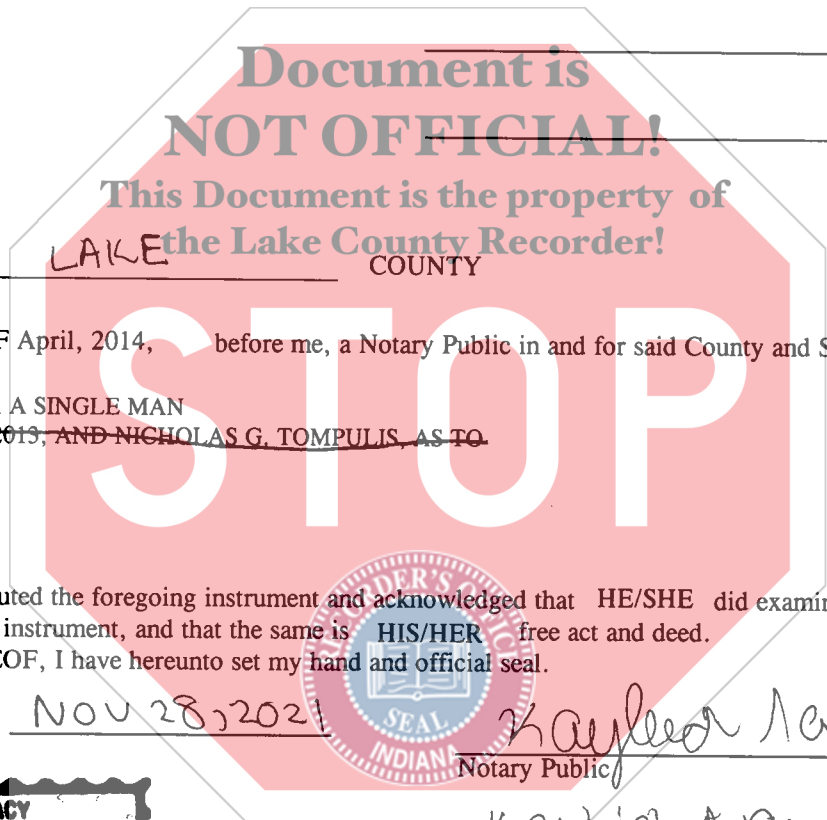 Document is
NOT OFFICIAL!
This Document is the property of
the Lake County Recorder!
LAKE COUNTY
STOP
F April, 2014, before me, a Notary Public in and for said County and S
A SINGLE MAN
2013, AND NICHOLAS G. TOMPULIS, AS TO
uted the foregoing instrument and acknowledged that HE/SHE did examin
instrument, and that the same is HIS/HER free act and deed.
OF, I have hereunto set my hand and official seal.
RECORDER'S OFFICE
SEAL
INDIANA
NOV 28, 2021
Notary Public
ACY